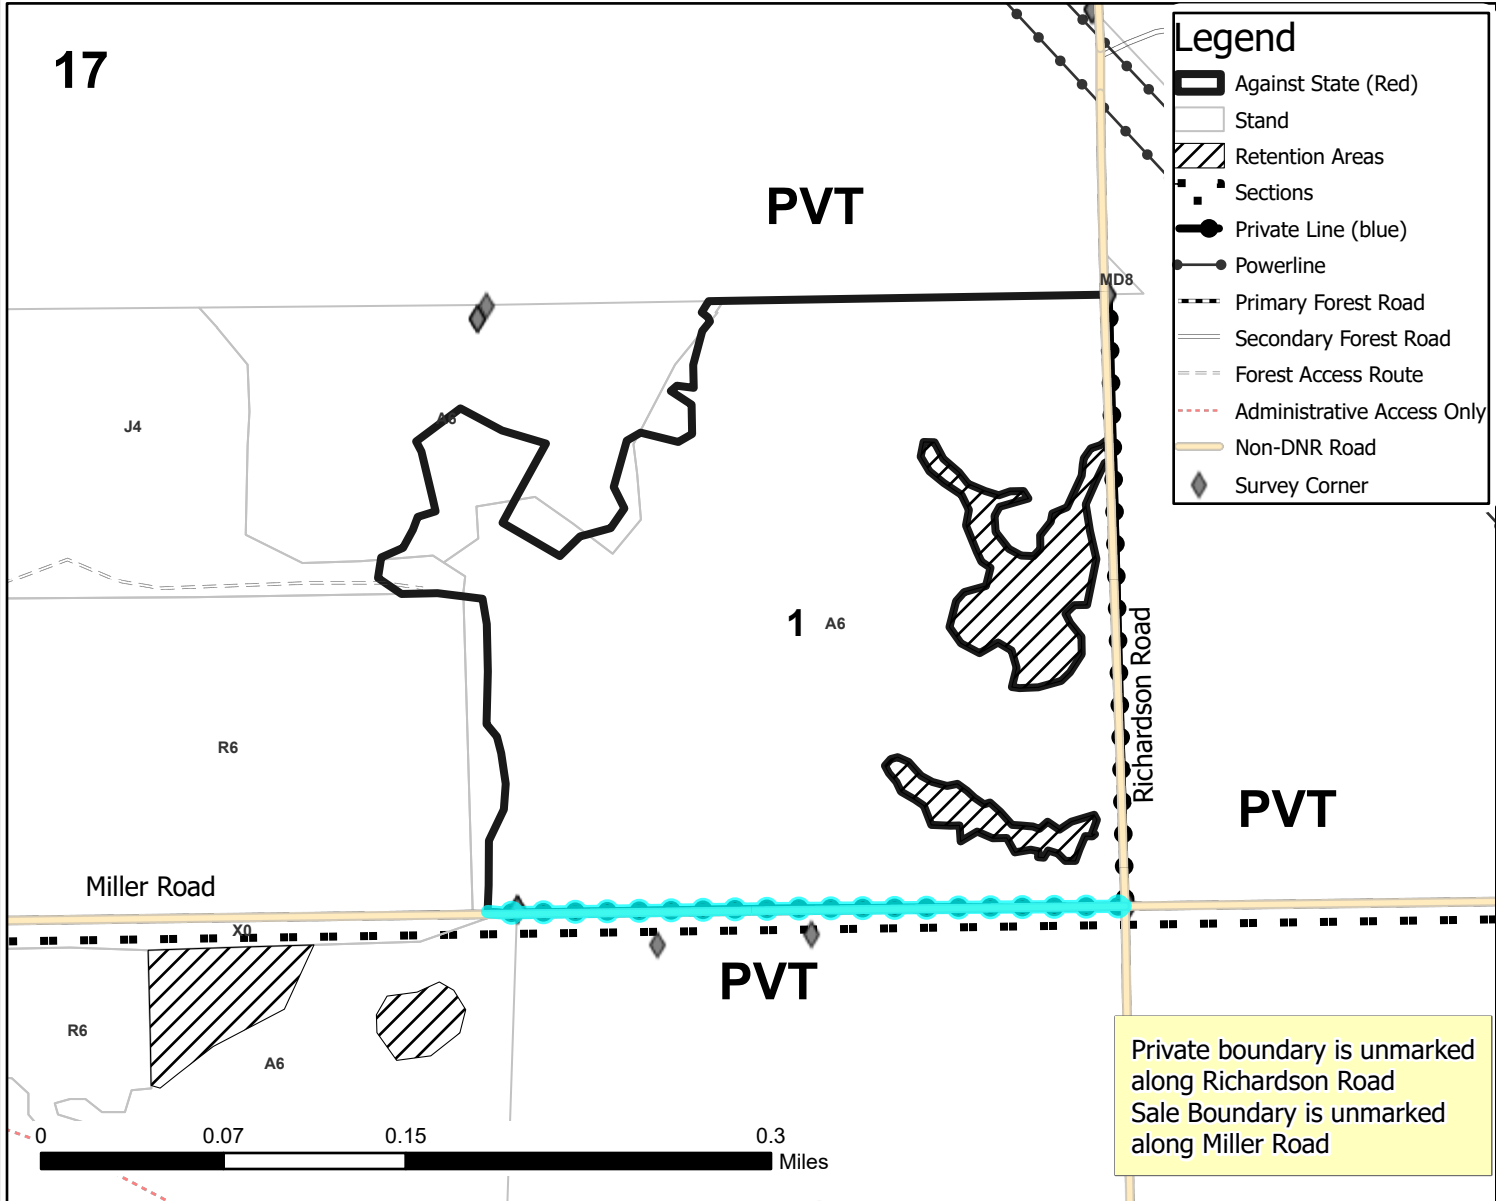 17
Legend
Against State (Red)
Stand
Retention Areas
Sections
Private Line (blue)
Powerline
Primary Forest Road
Secondary Forest Road
Forest Access Route
Administrative Access Only
Non-DNR Road
Survey Corner
PVT
MD8
J4
A6
1 A6
Richardson Road
R6
PVT
Miller Road
X0
PVT
R6
A6
Private boundary is unmarked
along Richardson Road
Sale Boundary is unmarked
along Miller Road
0 0.07 0.15 0.3
Miles